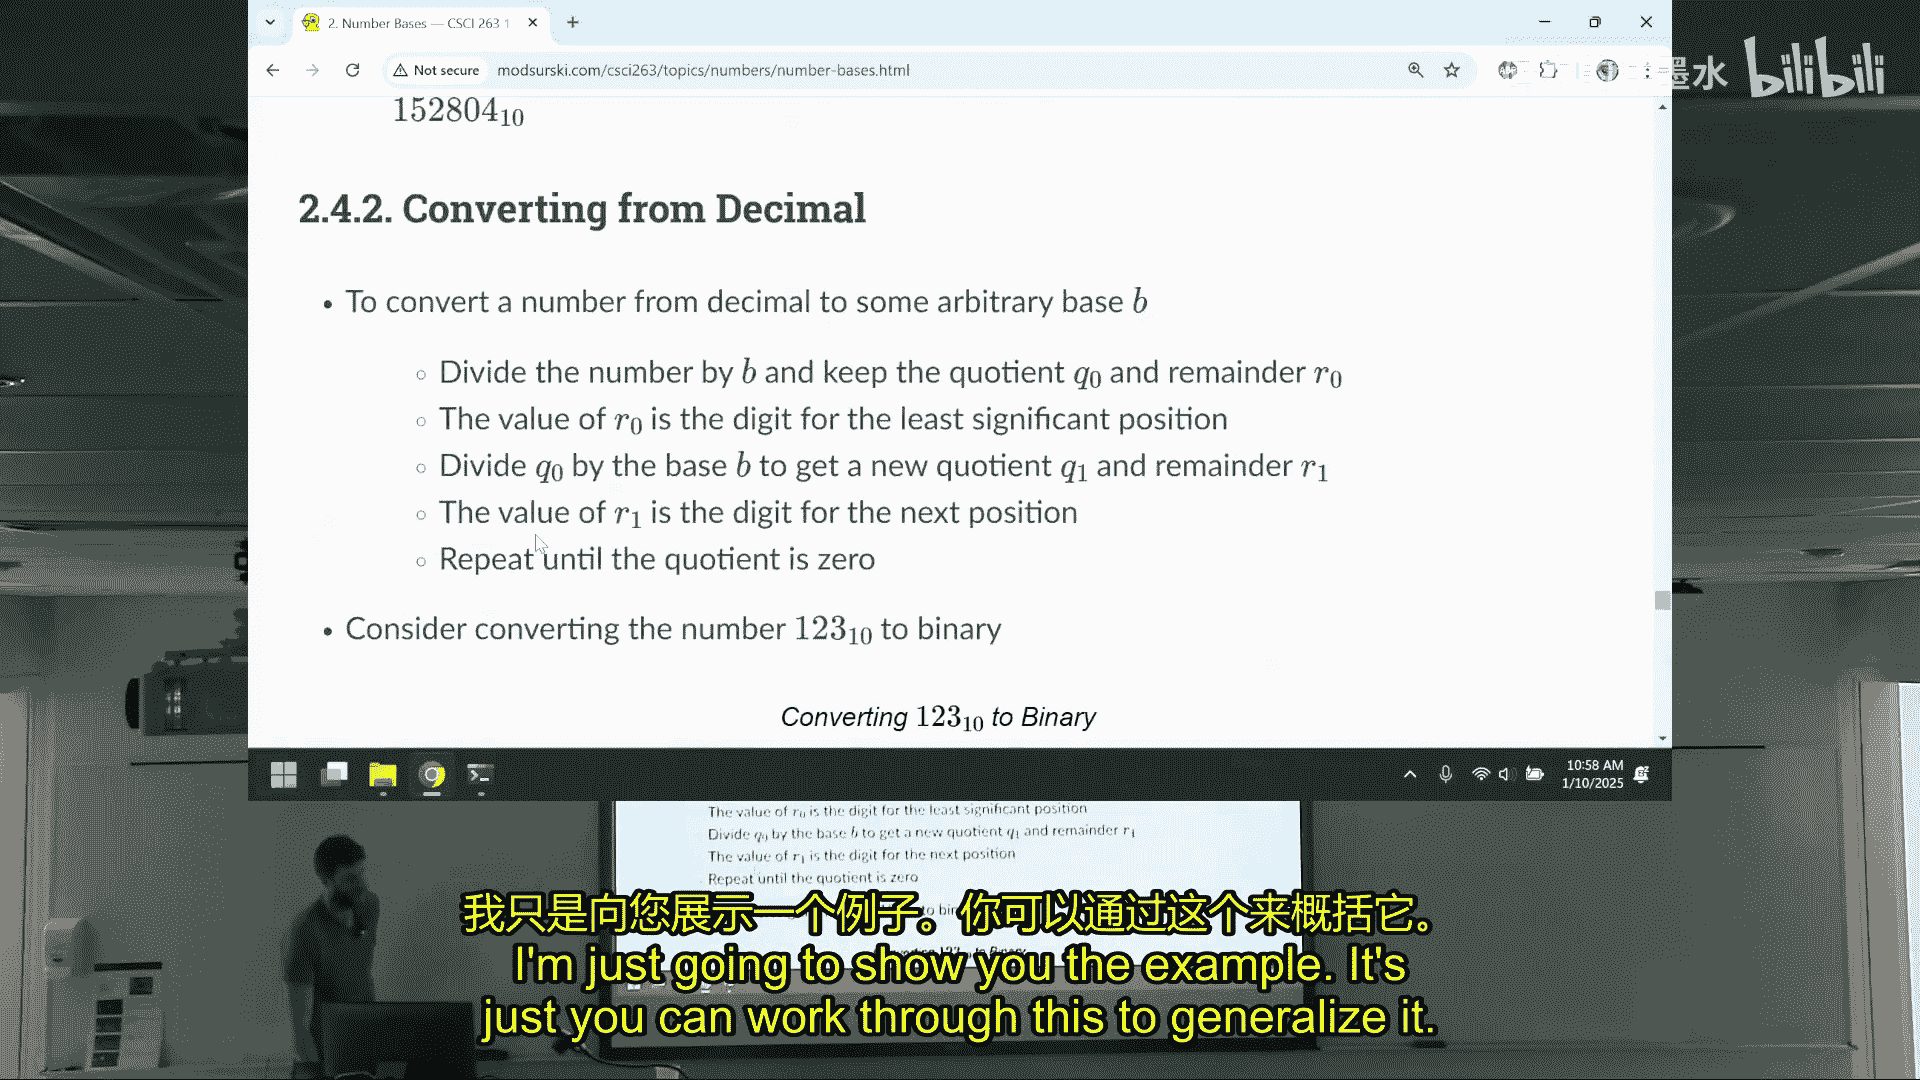 2. Number Bases — CSCI 263 1
Not secure
modsurski.com/csci263/topics/numbers/number-bases.html
墨水 bilibili
152804₁₀
2.4.2. Converting from Decimal
• To convert a number from decimal to some arbitrary base b
◦ Divide the number by b and keep the quotient q₀ and remainder r₀
◦ The value of r₀ is the digit for the least significant position
◦ Divide q₀ by the base b to get a new quotient q₁ and remainder r₁
◦ The value of r₁ is the digit for the next position
◦ Repeat until the quotient is zero
• Consider converting the number 123₁₀ to binary
Converting 123₁₀ to Binary
10:58 AM
1/10/2025
The value of r₀ is the digit for the least significant position
Divide q₀ by the base b to get a new quotient q₁ and remainder r₁
The value of r₁ is the digit for the next position
Repeat until the quotient is zero
我只是向您展示一个例子。你可以通过这个来概括它。
I'm just going to show you the example. It's
just you can work through this to generalize it.